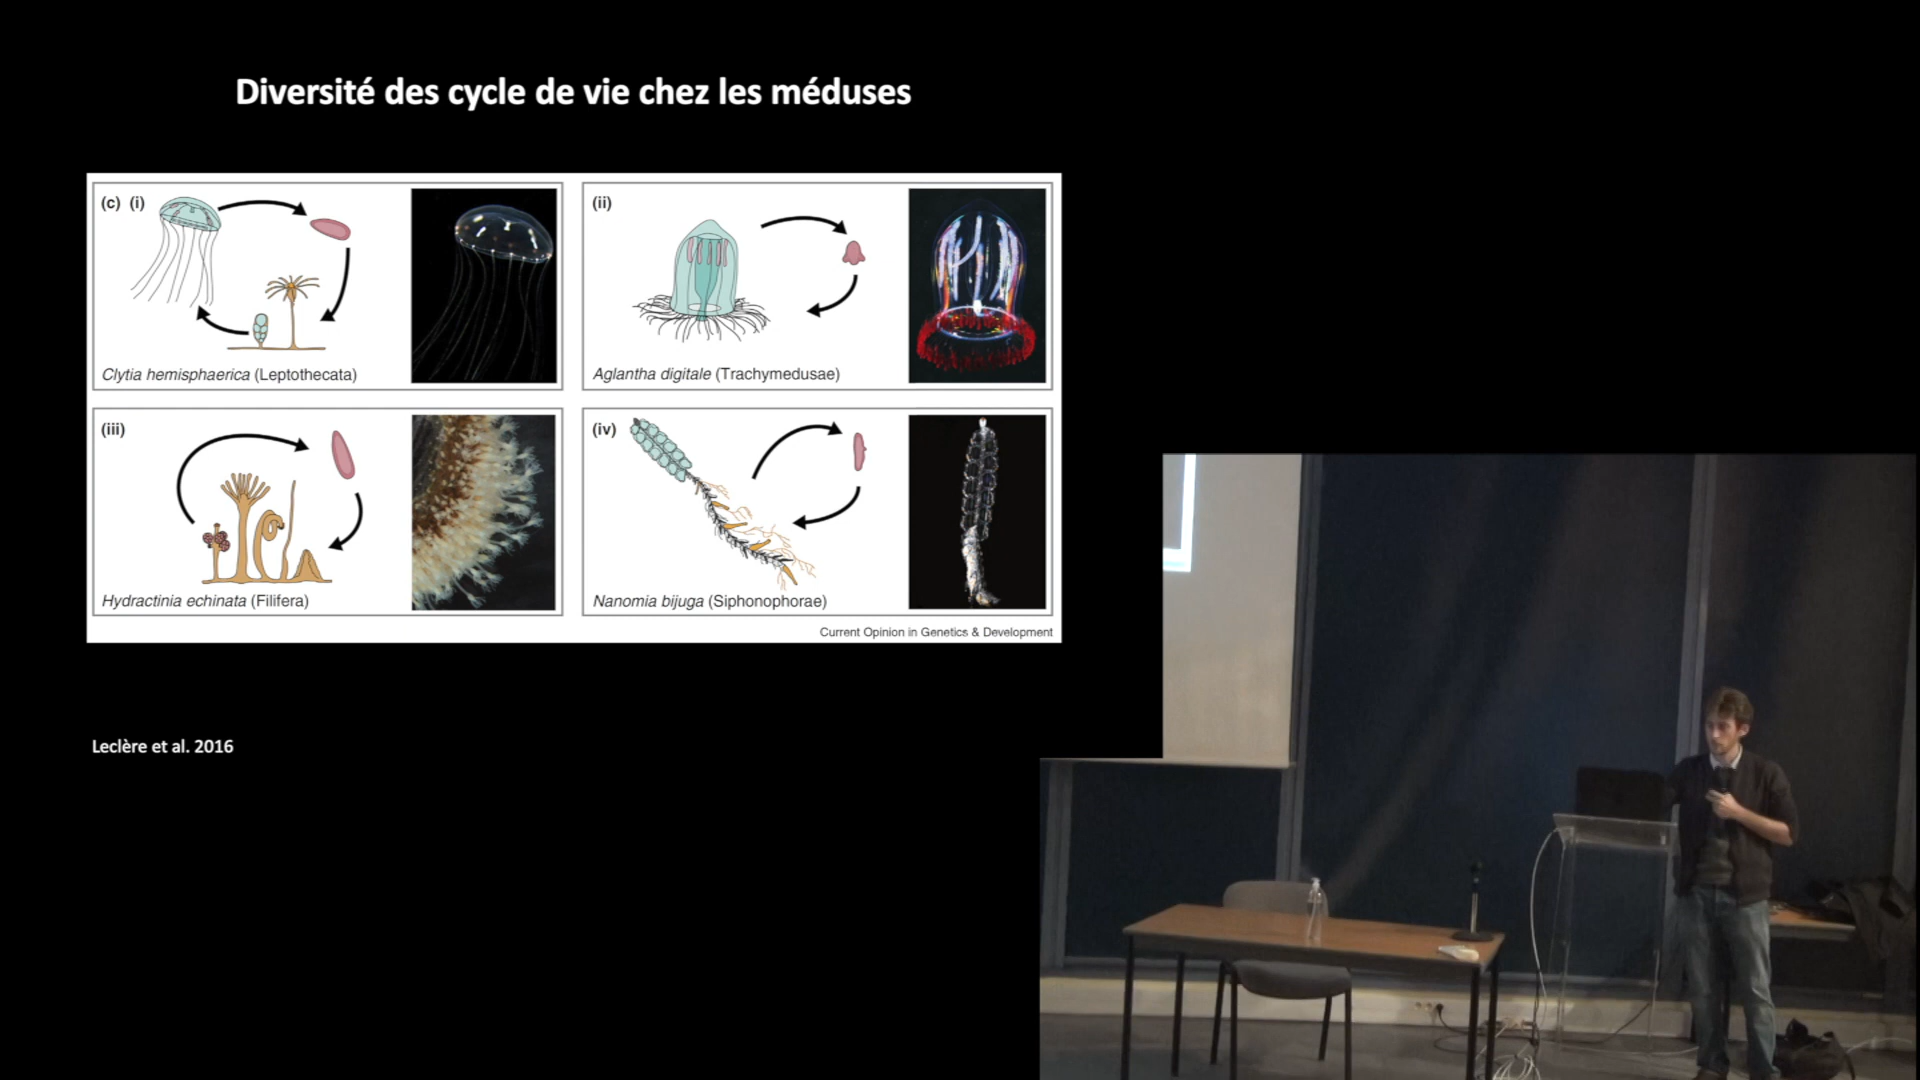 Diversité des cycle de vie chez les méduses
(c) (i)
Clytia hemisphaerica (Leptothecata)
(ii)
Aglantha digitale (Trachymedusae)
(iii)
Hydractinia echinata (Filifera)
(iv)
Nanomia bijuga (Siphonophorae)
Current Opinion in Genetics & Development
Leclère et al. 2016